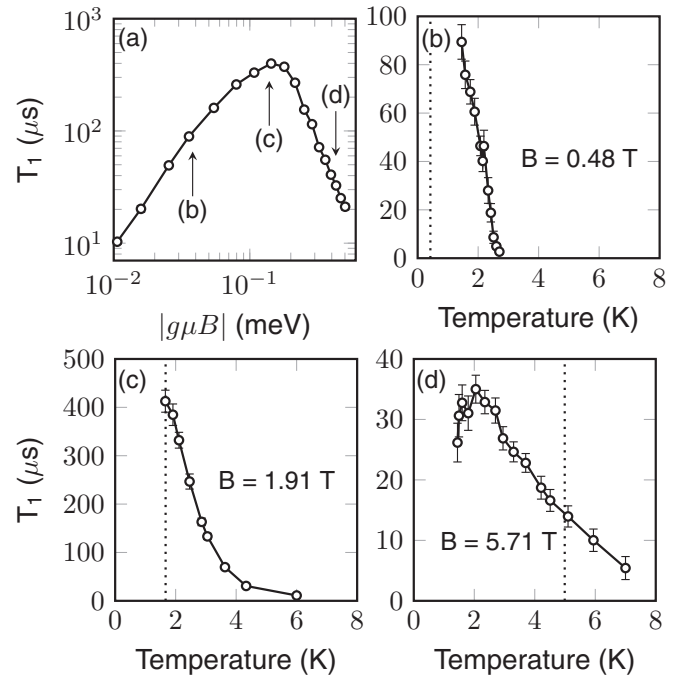 (a)
T₁ (μs)
10³
10²
10¹
(b)
(c)
(d)
10⁻²
10⁻¹
|gμB| (meV)
(b)
100
80
60
40
20
0
B = 0.48 T
0 2 4 6 8
Temperature (K)
(c)
T₁ (μs)
500
400
300
200
100
0
B = 1.91 T
0 2 4 6 8
Temperature (K)
(d)
40
30
20
10
0
B = 5.71 T
0 2 4 6 8
Temperature (K)